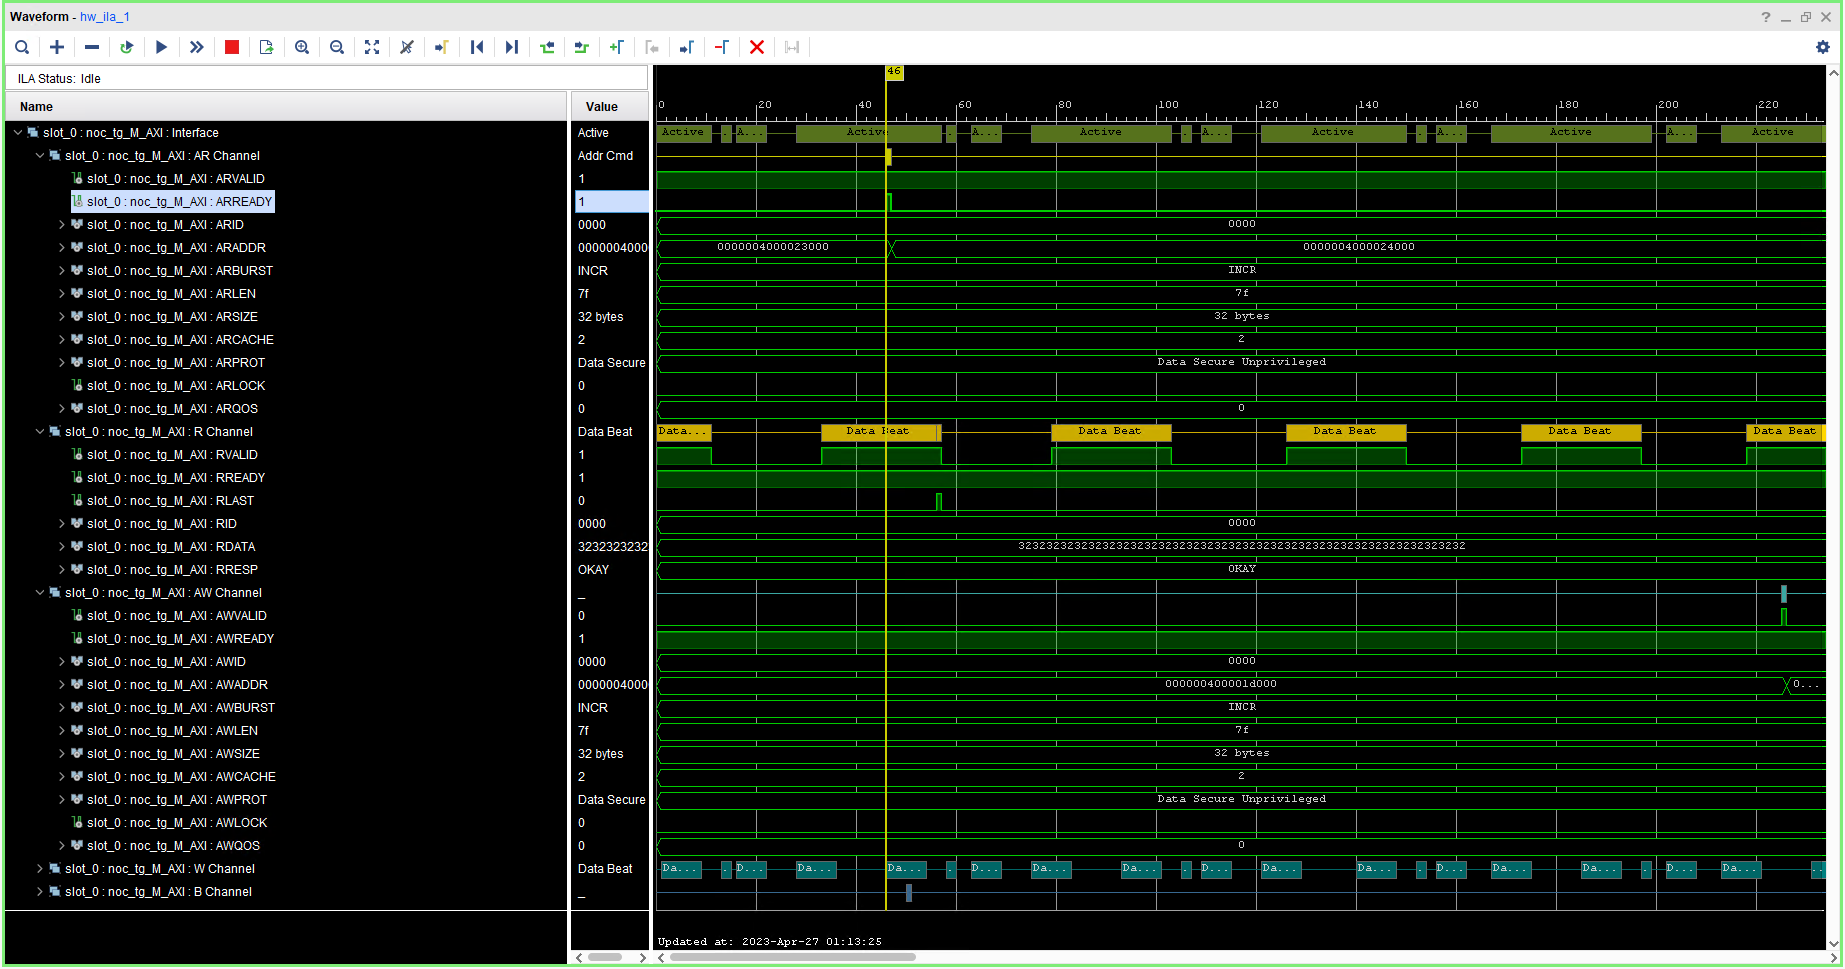 Waveform - hw_ila_1
ILA Status: Idle
Name Value
46
0 20 40 60 80 100 120 140 160 180 200 220
slot_0 : noc_tg_M_AXI : Interface Active Active . A... Active . A... Active . A... Active . A... Active A... Active
slot_0 : noc_tg_M_AXI : AR Channel Addr Cmd
slot_0 : noc_tg_M_AXI : ARVALID 1
slot_0 : noc_tg_M_AXI : ARREADY 1
slot_0 : noc_tg_M_AXI : ARID 0000 0000
slot_0 : noc_tg_M_AXI : ARADDR 0000004000 0000004000023000 0000004000024000
slot_0 : noc_tg_M_AXI : ARBURST INCR INCR
slot_0 : noc_tg_M_AXI : ARLEN 7f 7f
slot_0 : noc_tg_M_AXI : ARSIZE 32 bytes 32 bytes
slot_0 : noc_tg_M_AXI : ARCACHE 2 2
slot_0 : noc_tg_M_AXI : ARPROT Data Secure Data Secure Unprivileged
slot_0 : noc_tg_M_AXI : ARLOCK 0
slot_0 : noc_tg_M_AXI : ARQOS 0 0
slot_0 : noc_tg_M_AXI : R Channel Data Beat Data... Data Beat Data Beat Data Beat Data Beat Data Beat
slot_0 : noc_tg_M_AXI : RVALID 1
slot_0 : noc_tg_M_AXI : RREADY 1
slot_0 : noc_tg_M_AXI : RLAST 0
slot_0 : noc_tg_M_AXI : RID 0000 0000
slot_0 : noc_tg_M_AXI : RDATA 3232323232 3232323232323232323232323232323232323232323232323232323232323232
slot_0 : noc_tg_M_AXI : RRESP OKAY OKAY
slot_0 : noc_tg_M_AXI : AW Channel _
slot_0 : noc_tg_M_AXI : AWVALID 0
slot_0 : noc_tg_M_AXI : AWREADY 1
slot_0 : noc_tg_M_AXI : AWID 0000 0000
slot_0 : noc_tg_M_AXI : AWADDR 0000004000 000000400001d000 0...
slot_0 : noc_tg_M_AXI : AWBURST INCR INCR
slot_0 : noc_tg_M_AXI : AWLEN 7f 7f
slot_0 : noc_tg_M_AXI : AWSIZE 32 bytes 32 bytes
slot_0 : noc_tg_M_AXI : AWCACHE 2 2
slot_0 : noc_tg_M_AXI : AWPROT Data Secure Data Secure Unprivileged
slot_0 : noc_tg_M_AXI : AWLOCK 0
slot_0 : noc_tg_M_AXI : AWQOS 0 0
slot_0 : noc_tg_M_AXI : W Channel Data Beat Da... . D... Da... Da... . D... Da... Da... . D... Da... Da... . D... Da... Da... . D... Da... ..
slot_0 : noc_tg_M_AXI : B Channel _
Updated at: 2023-Apr-27 01:13:25